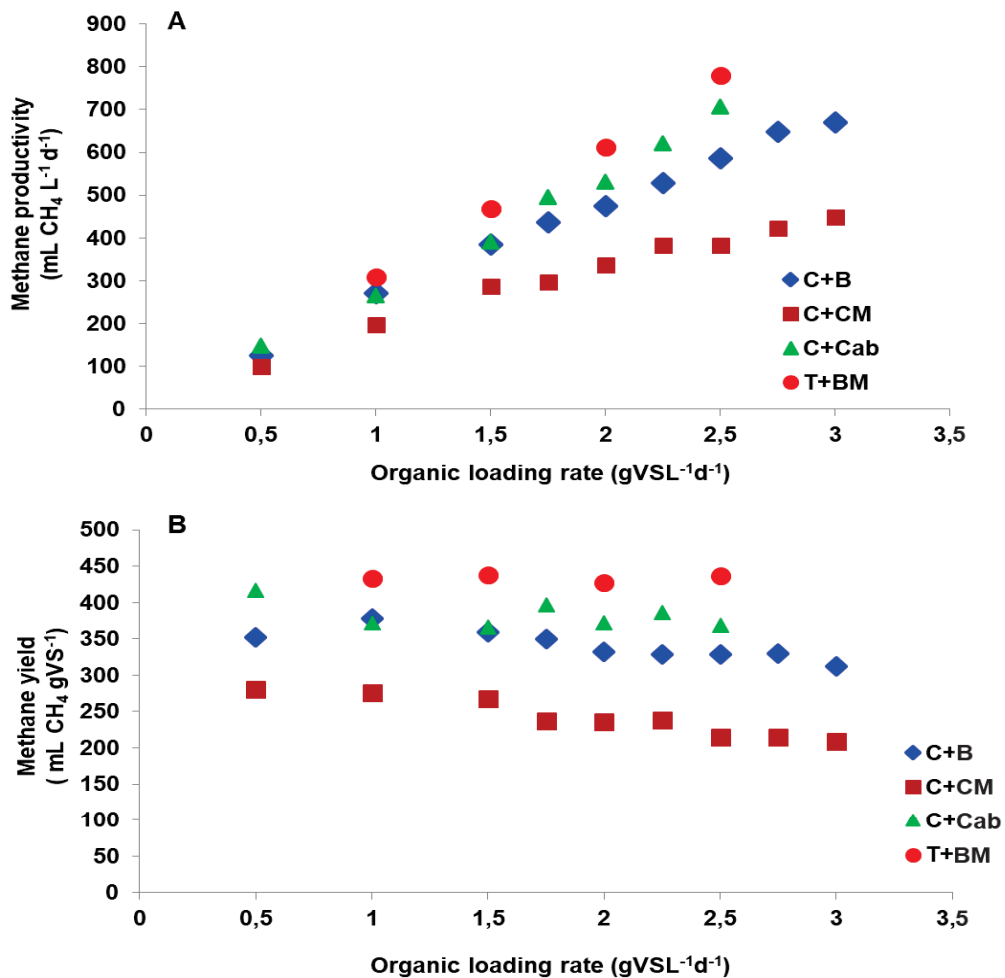 A
900
800
700
600
500
400
300
200
100
0
Methane productivity
(mL CH₄ L⁻¹ d⁻¹)
C+B
C+CM
C+Cab
T+BM
0 0,5 1 1,5 2 2,5 3 3,5
Organic loading rate (gVSL⁻¹d⁻¹)
B
500
450
400
350
300
250
200
150
100
50
0
Methane yield
( mL CH₄ gVS⁻¹)
C+B
C+CM
C+Cab
T+BM
0 0,5 1 1,5 2 2,5 3 3,5
Organic loading rate (gVSL⁻¹d⁻¹)